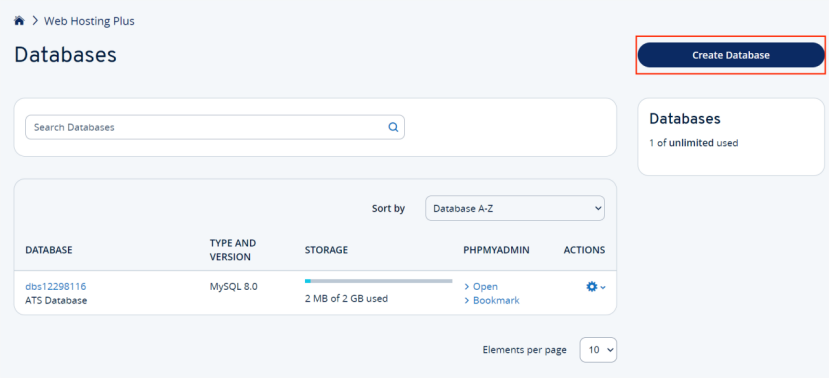 Web Hosting Plus
Databases
Create Database
Search Databases
Databases
1 of unlimited used
Sort by
Database A-Z
DATABASE
TYPE AND
VERSION
STORAGE
PHPMYADMIN
ACTIONS
dbs12298116
ATS Database
MySQL 8.0
2 MB of 2 GB used
> Open
> Bookmark
Elements per page
10